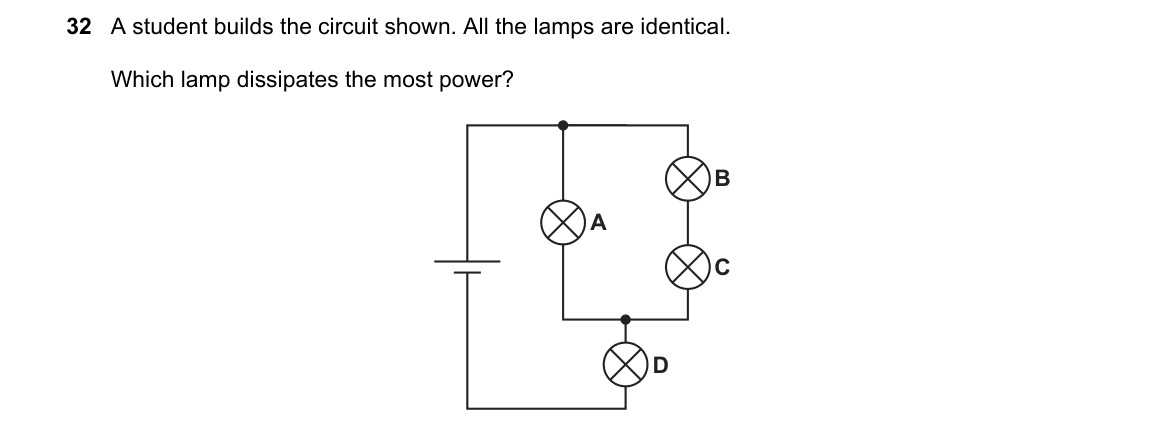 32 A student builds the circuit shown. All the lamps are identical.
Which lamp dissipates the most power?
B
A
C
D